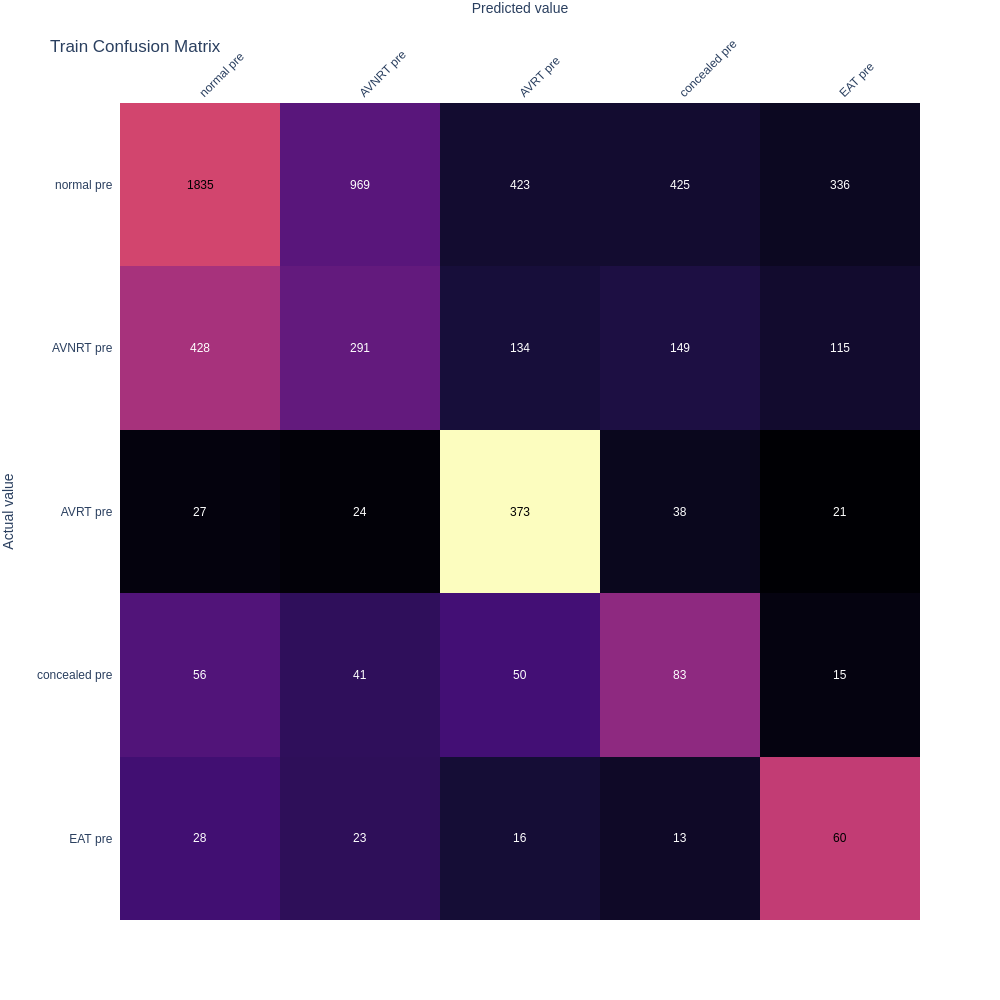 Predicted value
Train Confusion Matrix
normal pre AVNRT pre AVRT pre concealed pre EAT pre
normal pre 1835 969 423 425 336
AVNRT pre 428 291 134 149 115
AVRT pre 27 24 373 38 21
concealed pre 56 41 50 83 15
EAT pre 28 23 16 13 60
Actual value